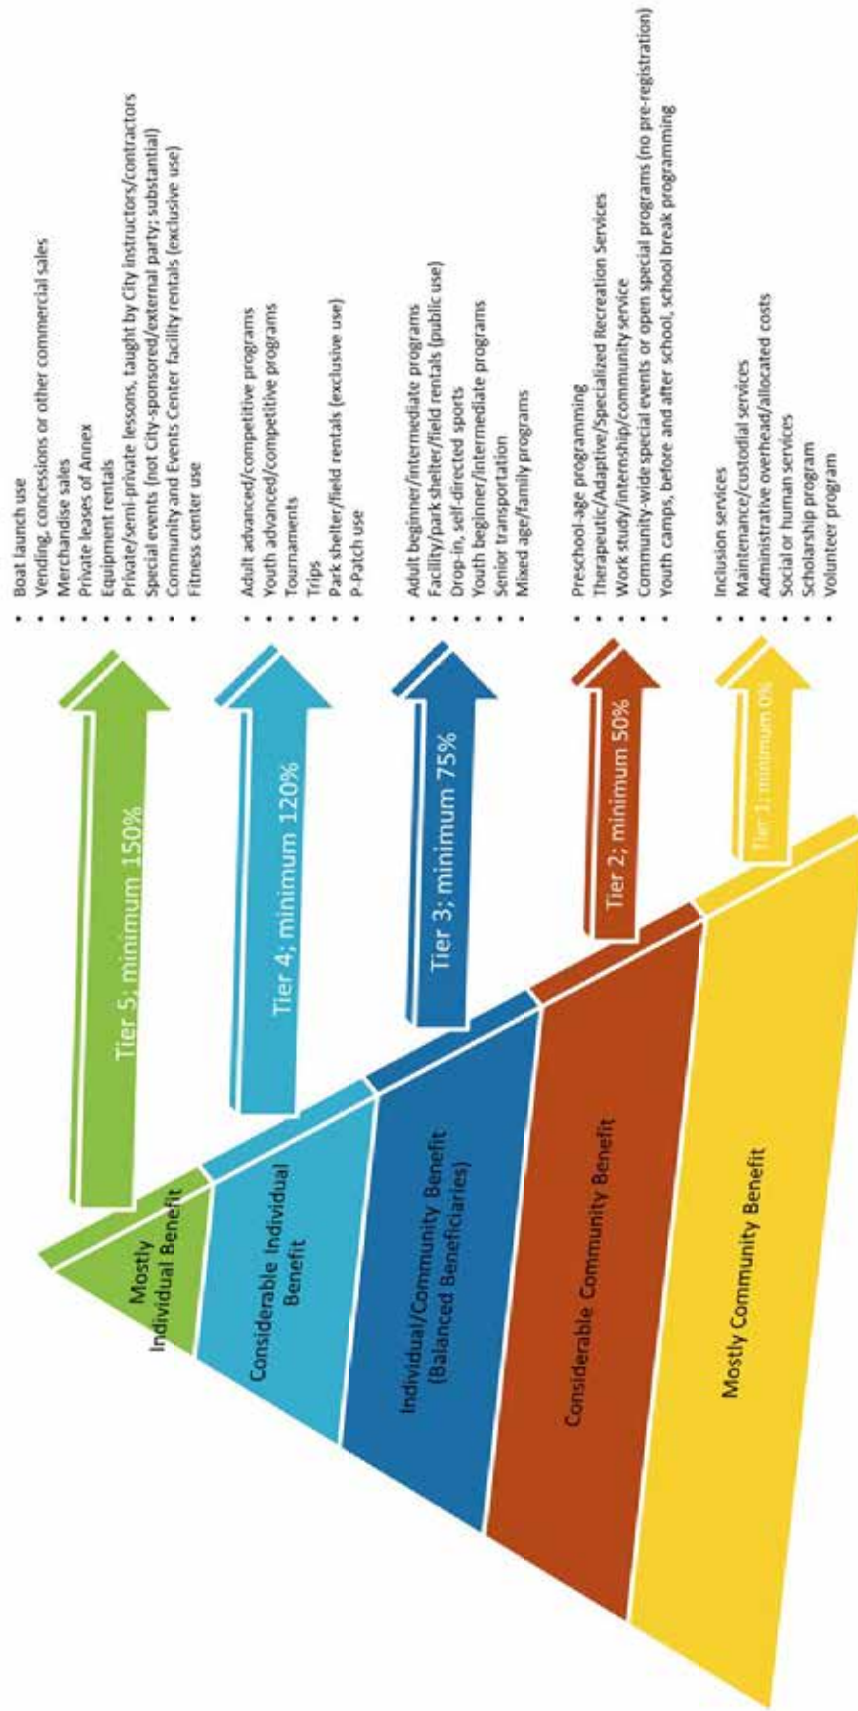 Mostly
Individual Benefit
Tier 5; minimum 150%
• Boat launch use
• Vending, concessions or other commercial sales
• Merchandise sales
• Private leases of Annex
• Equipment rentals
• Private/semi-private lessons, taught by City instructors/contractors
• Special events (not City-sponsored/external party; substantial)
• Community and Events Center facility rentals (exclusive use)
• Fitness center use
Considerable Individual
Benefit
Tier 4; minimum 120%
• Adult advanced/competitive programs
• Youth advanced/competitive programs
• Tournaments
• Trips
• Park shelter/field rentals (exclusive use)
• P-Patch use
Individual/Community Benefit
(Balanced Beneficiaries)
Tier 3; minimum 75%
• Adult beginner/intermediate programs
• Facility/park shelter/field rentals (public use)
• Drop-in, self-directed sports
• Youth beginner/intermediate programs
• Senior transportation
• Mixed age/family programs
Considerable Community Benefit
Tier 2; minimum 50%
• Preschool-age programming
• Therapeutic/Adaptive/Specialized Recreation Services
• Work study/internship/community service
• Community-wide special events or open special programs (no pre-registration)
• Youth camps, before and after school, school break programming
Mostly Community Benefit
Tier 1; minimum 0%
• Inclusion services
• Maintenance/custodial services
• Administrative overhead/allocated costs
• Social or human services
• Scholarship program
• Volunteer program